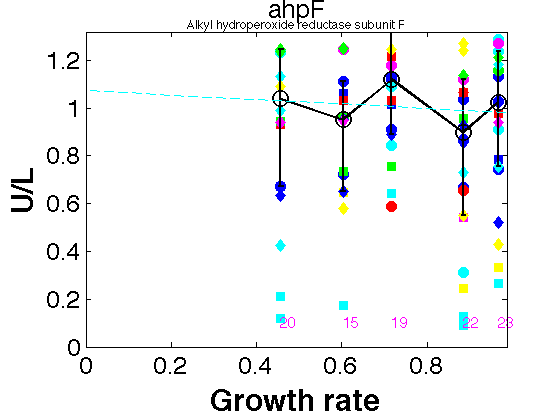 ahpF
Alkyl hydroperoxide reductase subunit F
1.2
1
0.8
0.6
0.4
0.2
0
U/L
20 15 19 22 23
0 0.2 0.4 0.6 0.8
Growth rate